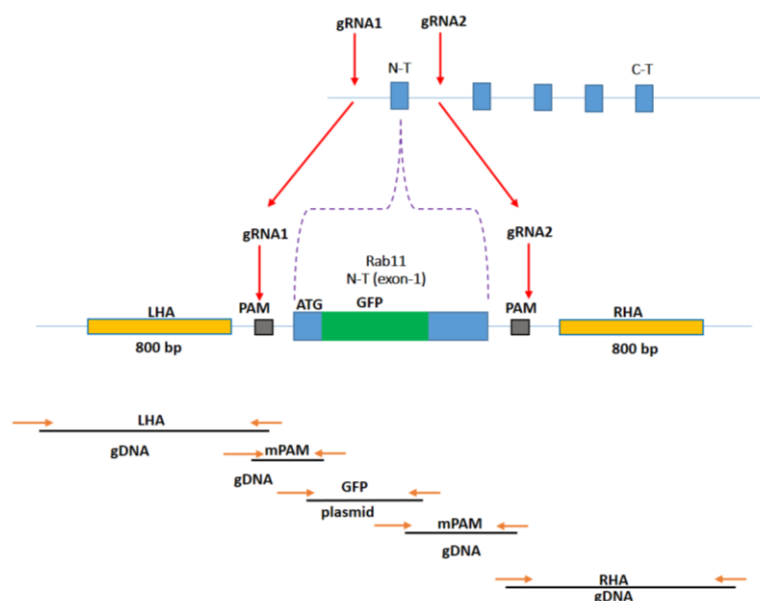 gRNA1 gRNA2
N-T C-T
gRNA1 gRNA2
Rab11
N-T (exon-1)
PAM ATG GFP PAM
LHA RHA
800 bp 800 bp
LHA
gDNA mPAM
gDNA GFP
plasmid mPAM
gDNA
RHA
gDNA